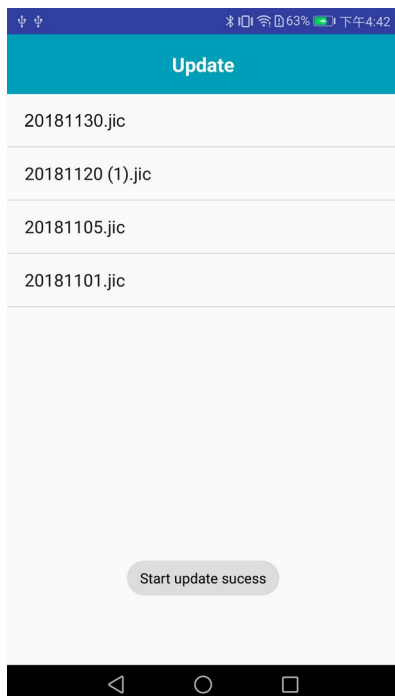 63% 下午4:42
Update
20181130.jic
20181120 (1).jic
20181105.jic
20181101.jic
Start update sucess